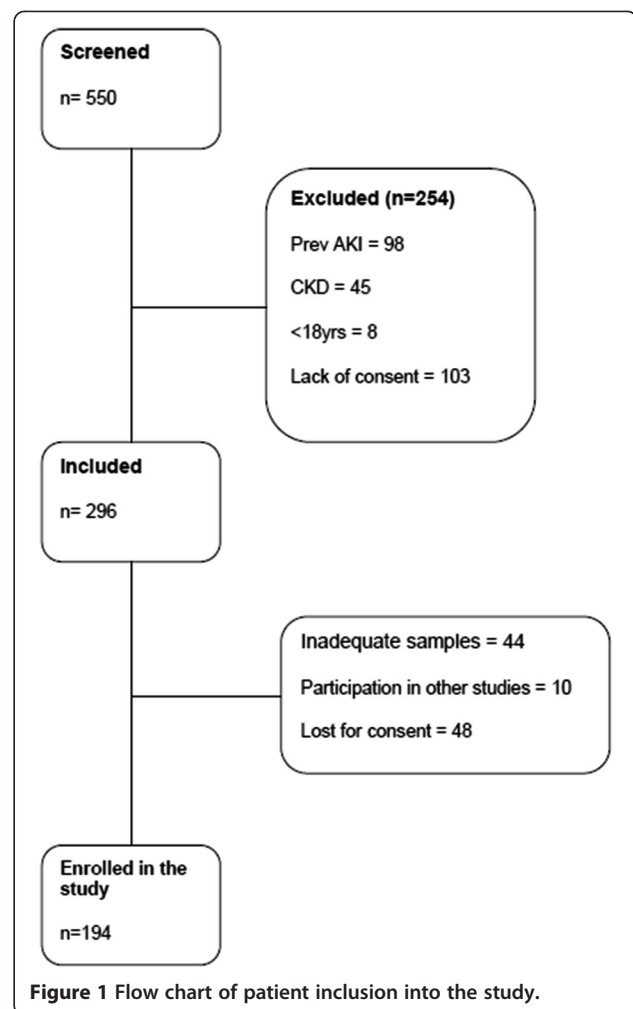 Screened
n= 550
Excluded (n=254)
Prev AKI = 98
CKD = 45
<18yrs = 8
Lack of consent = 103
Included
n= 296
Inadequate samples = 44
Participation in other studies = 10
Lost for consent = 48
Enrolled in the
study
n=194
Figure 1 Flow chart of patient inclusion into the study.